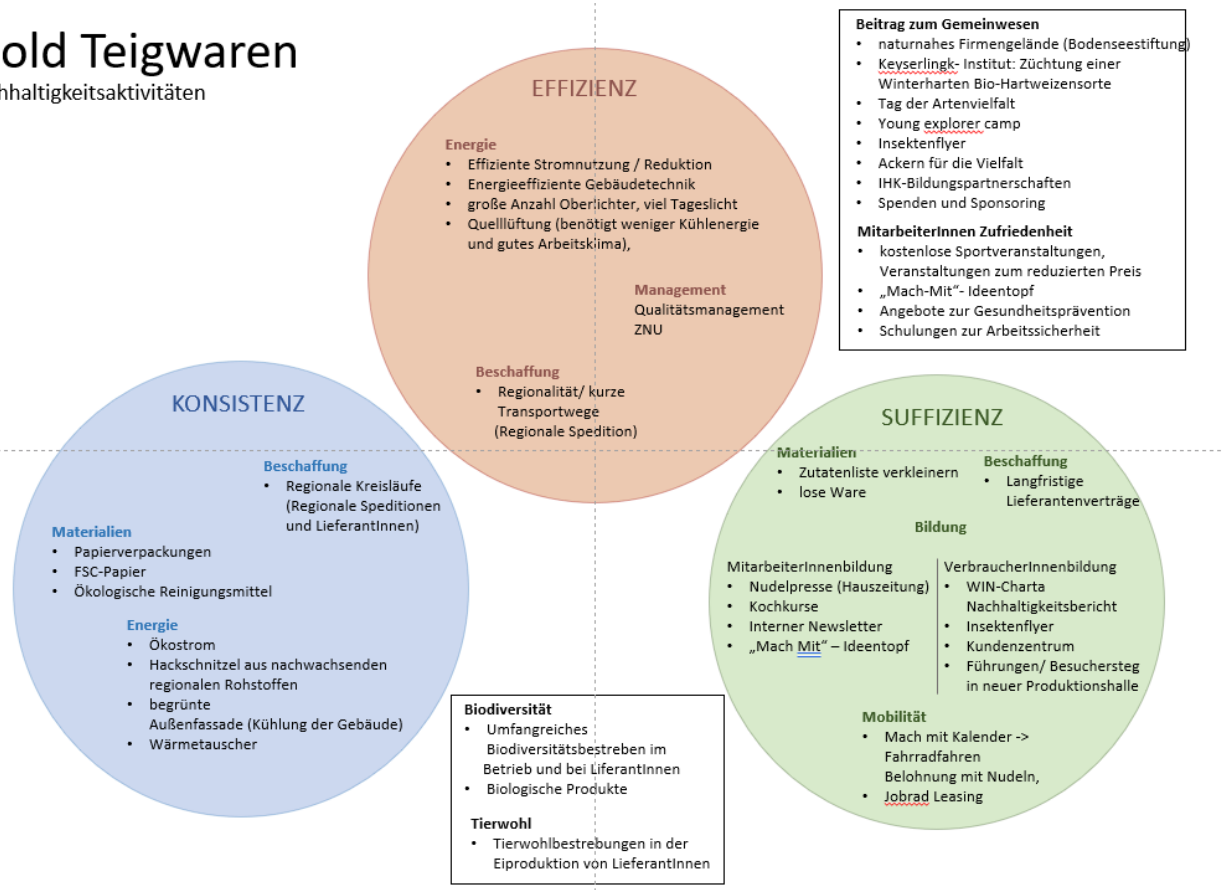 old Teigwaren
hhaltigkeitsaktivitäten
EFFIZIENZ
Energie
• Effiziente Stromnutzung / Reduktion
• Energieeffiziente Gebäudetechnik
• große Anzahl Oberlichter, viel Tageslicht
• Quelllüftung (benötigt weniger Kühlenergie
und gutes Arbeitsklima),
Management
Qualitätsmanagement
ZNU
Beschaffung
• Regionalität/ kurze
Transportwege
(Regionale Spedition)
Beitrag zum Gemeinwesen
• naturnahes Firmengelände (Bodenseestiftung)
• Keyserlingk- Institut: Züchtung einer
Winterharten Bio-Hartweizensorte
• Tag der Artenvielfalt
• Young explorer camp
• Insektenflyer
• Ackern für die Vielfalt
• IHK-Bildungspartnerschaften
• Spenden und Sponsoring
MitarbeiterInnen Zufriedenheit
• kostenlose Sportveranstaltungen,
Veranstaltungen zum reduzierten Preis
• „Mach-Mit“- Ideentopf
• Angebote zur Gesundheitsprävention
• Schulungen zur Arbeitssicherheit
KONSISTENZ
Beschaffung
• Regionale Kreisläufe
(Regionale Speditionen
und LieferantInnen)
Materialien
• Papierverpackungen
• FSC-Papier
• Ökologische Reinigungsmittel
Energie
• Ökostrom
• Hackschnitzel aus nachwachsenden
regionalen Rohstoffen
• begrünte
Außenfassade (Kühlung der Gebäude)
• Wärmetauscher
SUFFIZIENZ
Materialien
• Zutatenliste verkleinern
• lose Ware
Beschaffung
• Langfristige
Lieferantenverträge
Bildung
MitarbeiterInnenbildung
• Nudelpresse (Hauszeitung)
• Kochkurse
• Interner Newsletter
• „Mach Mit“ – Ideentopf
VerbraucherInnenbildung
• WIN-Charta
Nachhaltigkeitsbericht
• Insektenflyer
• Kundenzentrum
• Führungen/ Besuchersteg
in neuer Produktionshalle
Mobilität
• Mach mit Kalender ->
Fahrradfahren
Belohnung mit Nudeln,
• Jobrad Leasing
Biodiversität
• Umfangreiches
Biodiversitätsbestreben im
Betrieb und bei LiferantInnen
• Biologische Produkte
Tierwohl
• Tierwohlbestrebungen in der
Eiproduktion von LieferantInnen